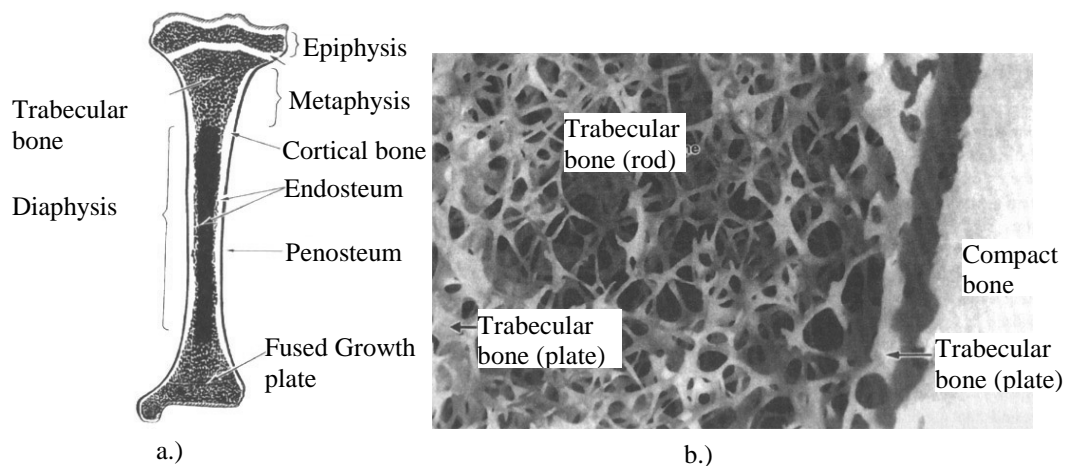 Epiphysis
Metaphysis
Trabecular
bone
Cortical bone
Endosteum
Diaphysis
Penosteum
Fused Growth
plate
a.)
Trabecular
bone (rod)
ne
Compact
bone
Trabecular
bone (plate)
Trabecular
bone (plate)
b.)